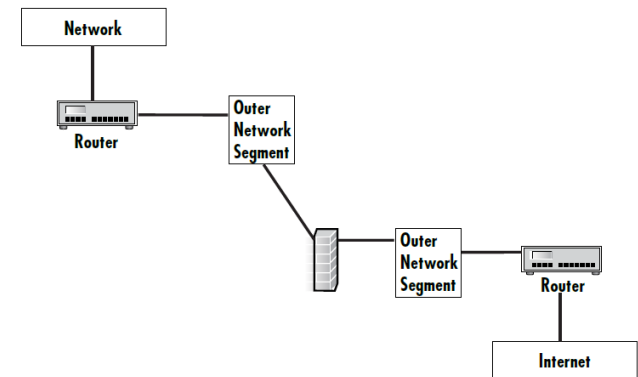 Network
Router
Outer
Network
Segment
Outer
Network
Segment
Router
Internet